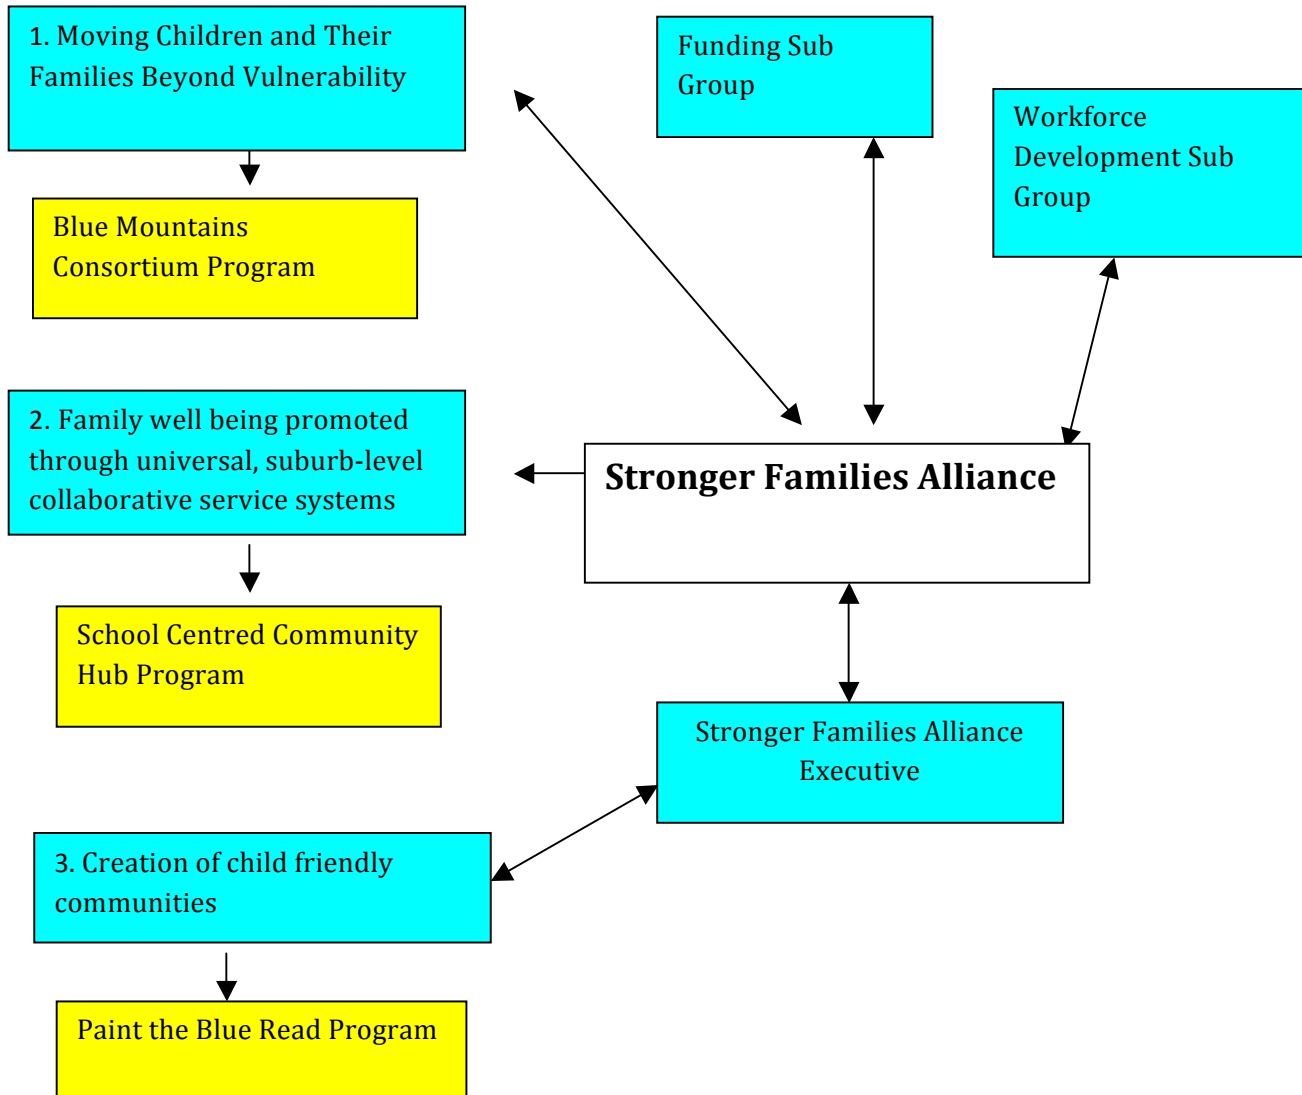 1. Moving Children and Their
Families Beyond Vulnerability
Funding Sub
Group
Workforce
Development Sub
Group
Blue Mountains
Consortium Program
2. Family well being promoted
through universal, suburb-level
collaborative service systems
Stronger Families Alliance
School Centred Community
Hub Program
Stronger Families Alliance
Executive
3. Creation of child friendly
communities
Paint the Blue Read Program